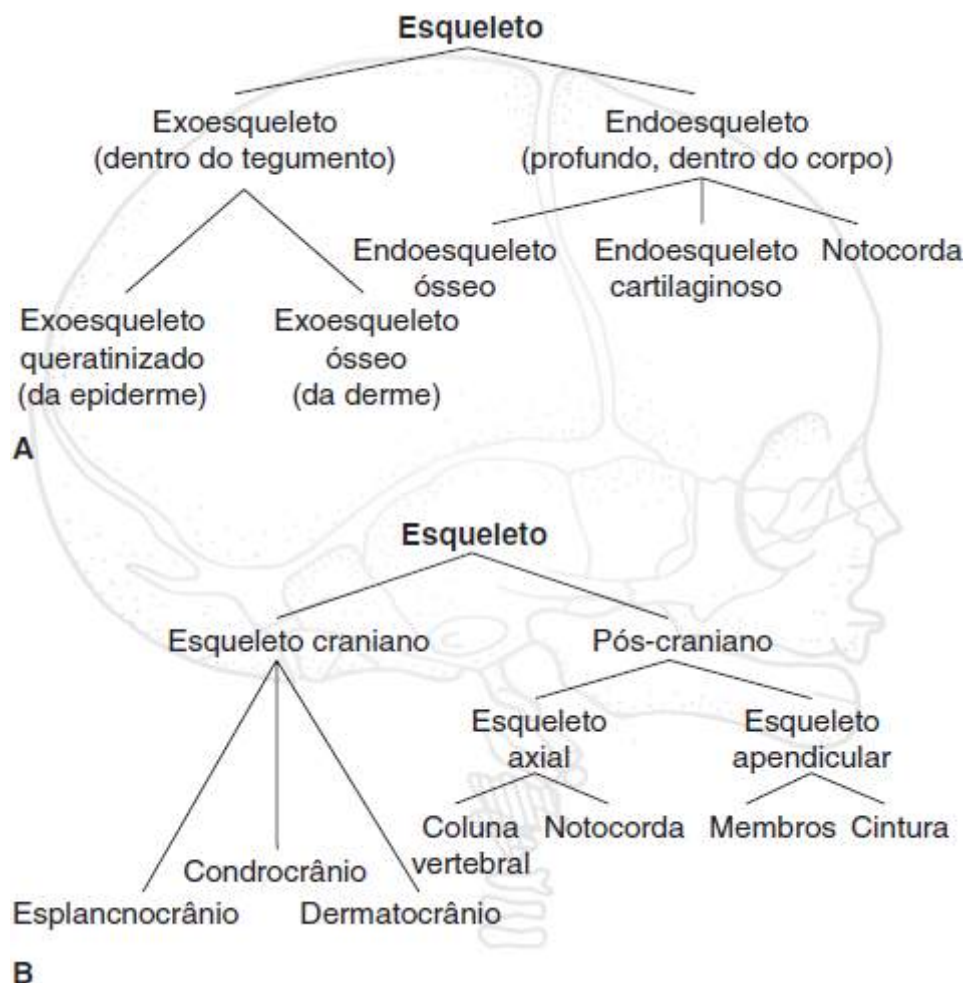 Esqueleto
Exoesqueleto
(dentro do tegumento)
Endoesqueleto
(profundo, dentro do corpo)
Endoesqueleto
ósseo
Endoesqueleto
cartilaginoso
Notocorda
Exoesqueleto
queratinizado
(da epiderme)
Exoesqueleto
ósseo
(da derme)
A
Esqueleto
Esqueleto craniano
Pós-craniano
Esqueleto
axial
Esqueleto
apendicular
Coluna
vertebral
Notocorda
Membros
Cintura
Condrocrânio
Esplancnocrânio
Dermatocrânio
B